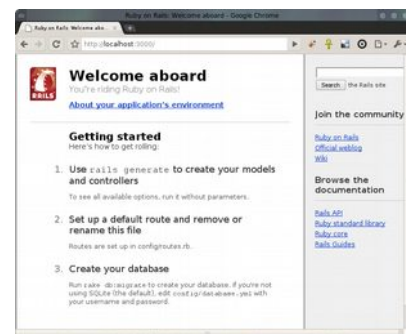 Ruby on Rails: Welcome aboard - Google Chrome
Ruby on Rails: Welcome abo...
http://localhost:3000/
RAILS
Welcome aboard
You're riding Ruby on Rails!
About your application's environment
Getting started
Here's how to get rolling:
1. Use rails generate to create your models
and controllers
To see all available options, run it without parameters.
2. Set up a default route and remove or
rename this file
Routes are set up in config/routes.rb.
3. Create your database
Run rake db:migrate to create your database. If you're not
using SQLite (the default), edit config/database.yml with
your username and password.
Search the Rails site
Join the community
Ruby on Rails
Official weblog
Wiki
Browse the
documentation
Rails API
Ruby standard library
Ruby core
Rails Guides